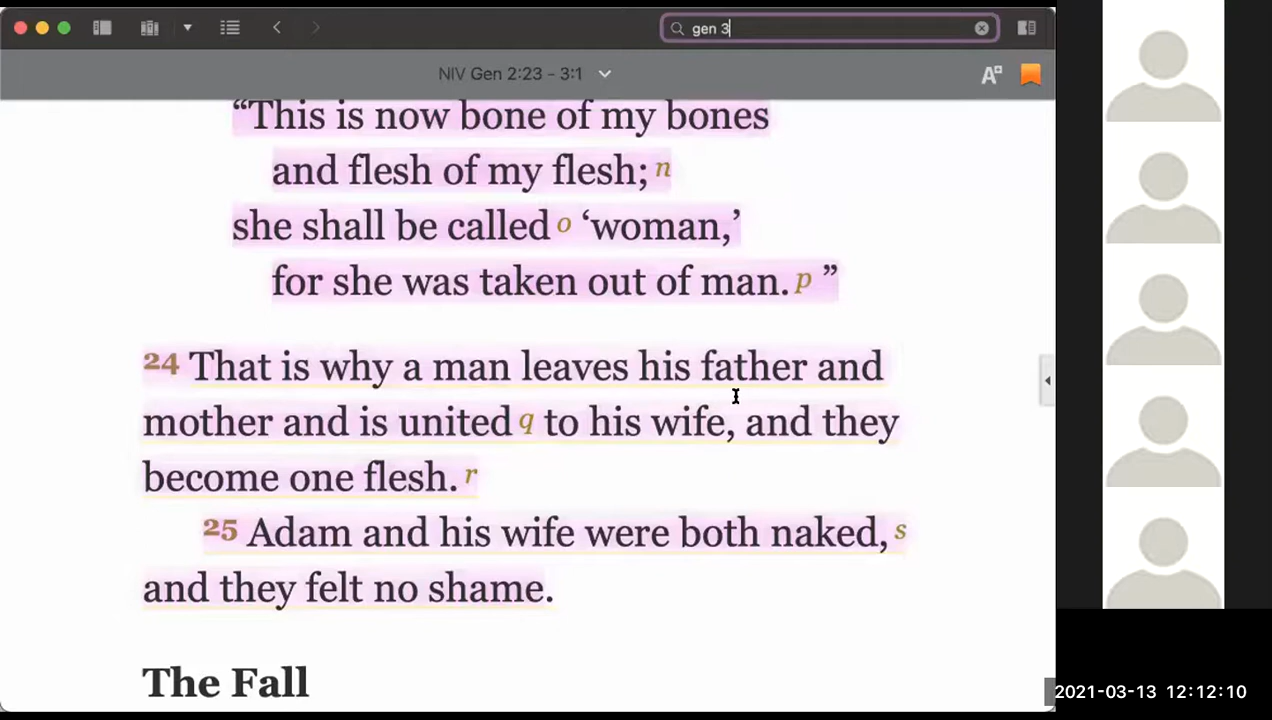 gen 3
NIV Gen 2:23 - 3:1
“This is now bone of my bones
and flesh of my flesh; n
she shall be called o ‘woman,’
for she was taken out of man. p ”
24 That is why a man leaves his father and
mother and is united q to his wife, and they
become one flesh. r
25 Adam and his wife were both naked, s
and they felt no shame.
The Fall
2021-03-13 12:12:10